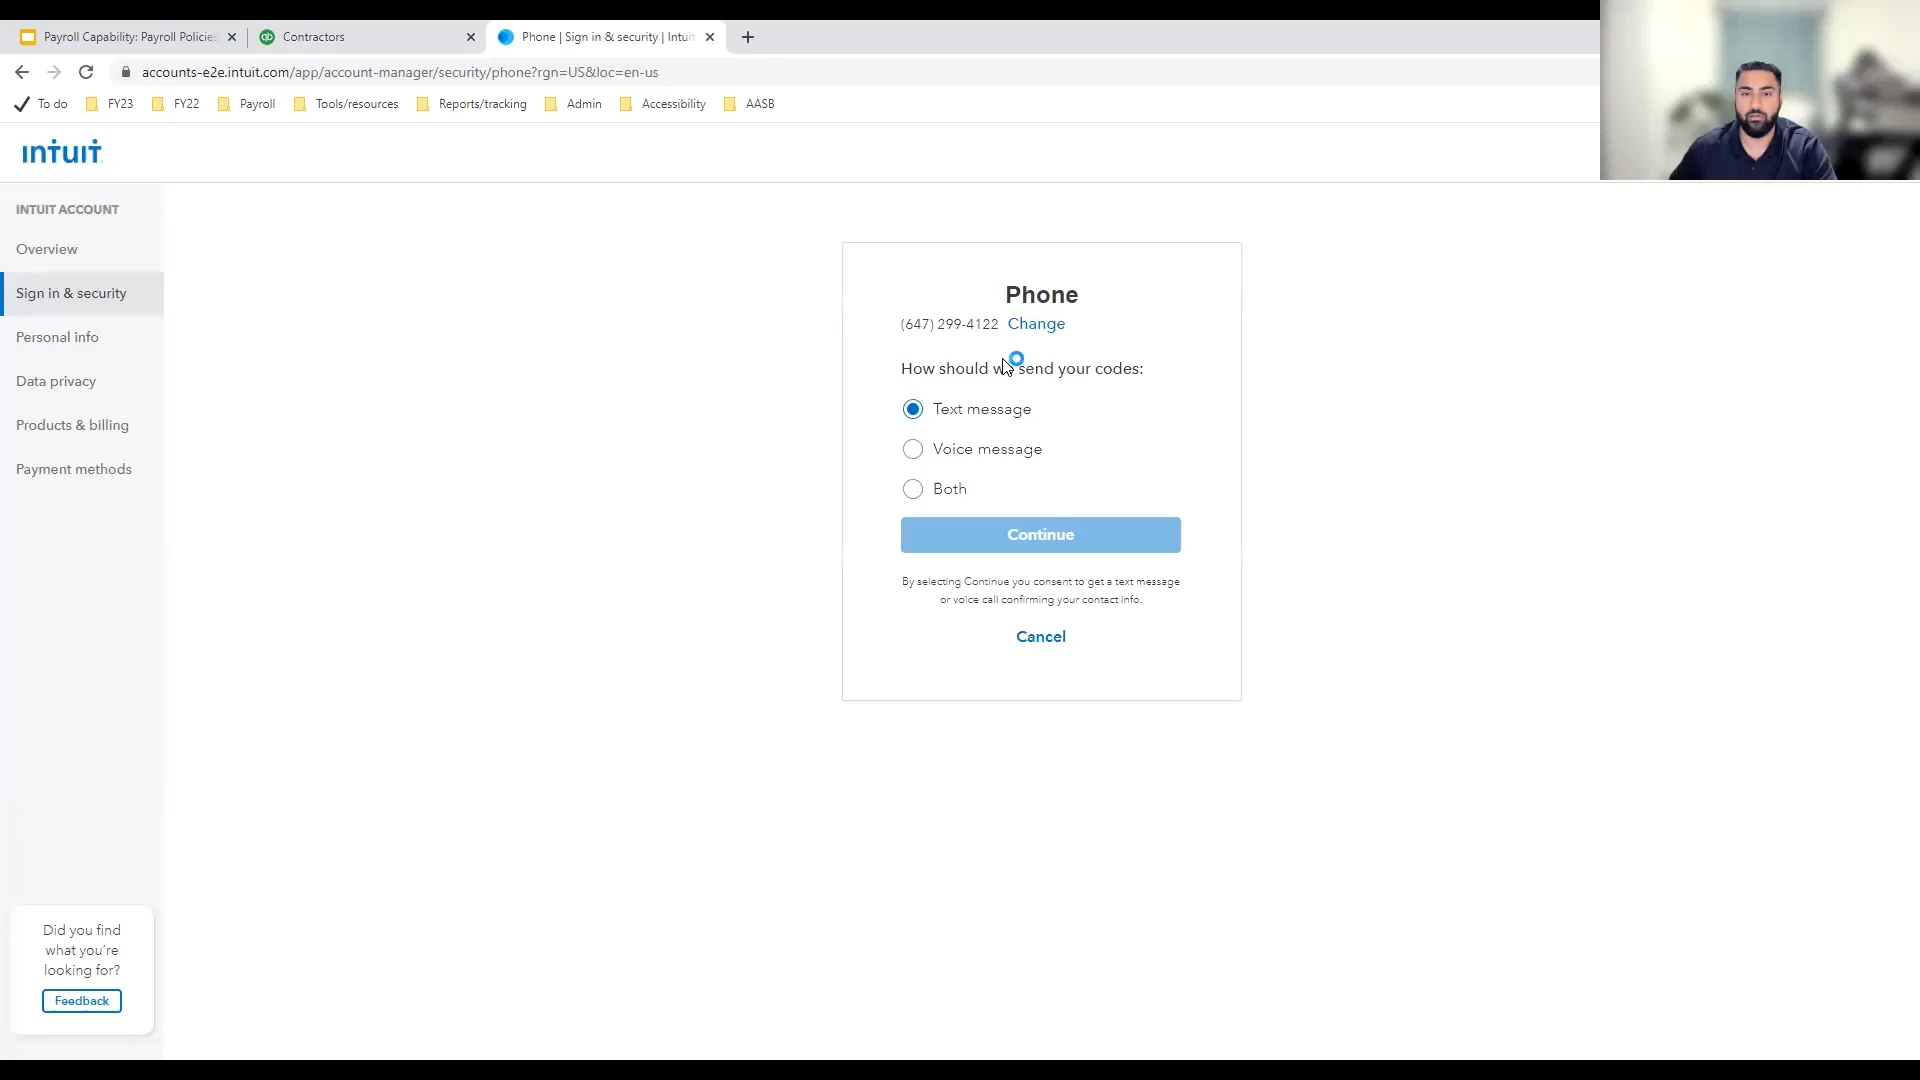 Payroll Capability: Payroll Policies
Contractors
Phone | Sign in & security | Intuit
accounts-e2e.intuit.com/app/account-manager/security/phone?rgn=US&loc=en-us
To do
FY23
FY22
Payroll
Tools/resources
Reports/tracking
Admin
Accessibility
AASB
intuit
INTUIT ACCOUNT
Overview
Sign in & security
Personal info
Data privacy
Products & billing
Payment methods
Phone
(647) 299-4122 Change
How should we send your codes:
Text message
Voice message
Both
Continue
By selecting Continue you consent to get a text message
or voice call confirming your contact info.
Cancel
Did you find
what you're
looking for?
Feedback